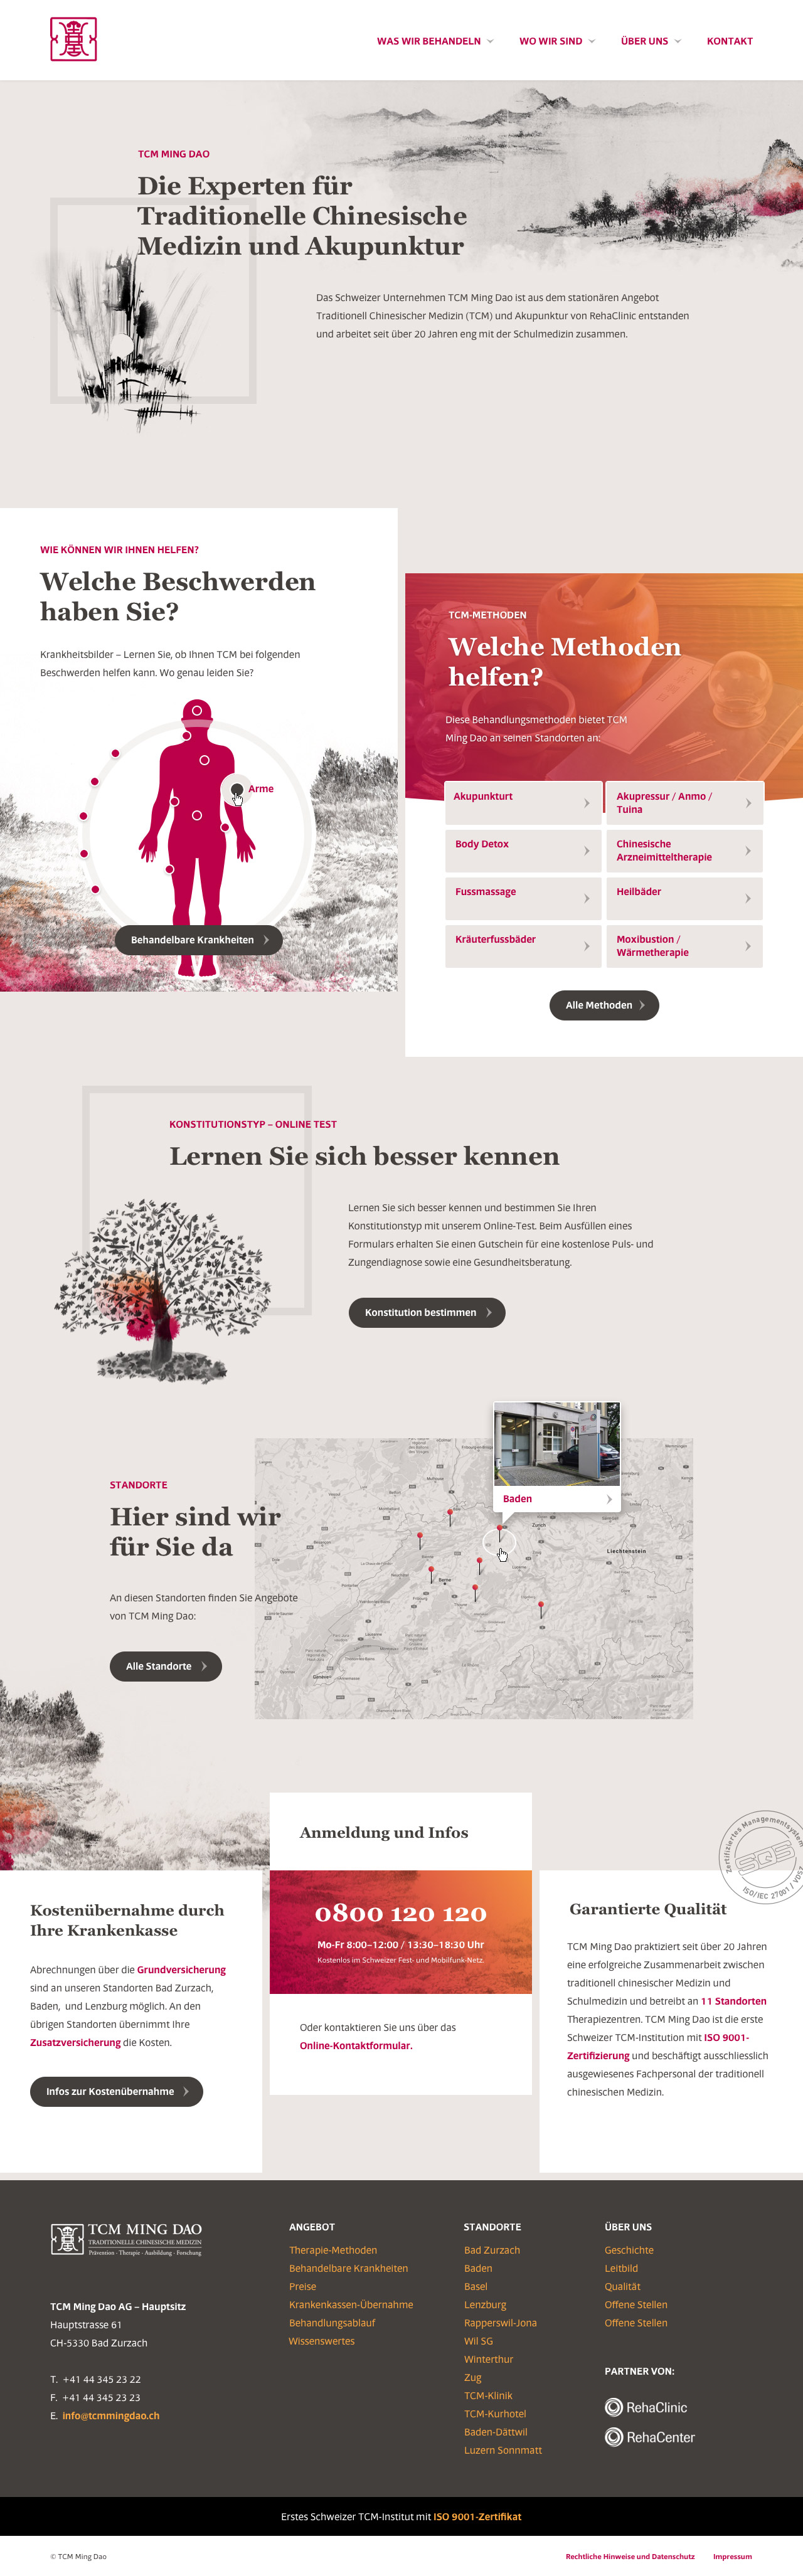 WAS WIR BEHANDELN
WO WIR SIND
ÜBER UNS
KONTAKT
TCM MING DAO
Die Experten für
Traditionelle Chinesische
Medizin und Akupunktur
Das Schweizer Unternehmen TCM Ming Dao ist aus dem stationären Angebot
Traditionell Chinesischer Medizin (TCM) und Akupunktur von RehaClinic entstanden
und arbeitet seit über 20 Jahren eng mit der Schulmedizin zusammen.
WIE KÖNNEN WIR IHNEN HELFEN?
Welche Beschwerden
haben Sie?
Krankheitsbilder – Lernen Sie, ob Ihnen TCM bei folgenden
Beschwerden helfen kann. Wo genau leiden Sie?
Arme
Behandelbare Krankheiten
TCM-METHODEN
Welche Methoden
helfen?
Diese Behandlungsmethoden bietet TCM
Ming Dao an seinen Standorten an:
Akupunkturt
Akupressur / Anmo /
Tuina
Body Detox
Chinesische
Arzneimitteltherapie
Fussmassage
Heilbäder
Kräuterfussbäder
Moxibustion /
Wärmetherapie
Alle Methoden
KONSTITUTIONSTYP – ONLINE TEST
Lernen Sie sich besser kennen
Lernen Sie sich besser kennen und bestimmen Sie Ihren
Konstitutionstyp mit unserem Online-Test. Beim Ausfüllen eines
Formulars erhalten Sie einen Gutschein für eine kostenlose Puls- und
Zungendiagnose sowie eine Gesundheitsberatung.
Konstitution bestimmen
STANDORTE
Hier sind wir
für Sie da
An diesen Standorten finden Sie Angebote
von TCM Ming Dao:
Alle Standorte
Baden
Zurich
Liechtenstein
Berne
Anmeldung und Infos
0800 120 120
Mo-Fr 8:00–12:00 / 13:30–18:30 Uhr
Kostenlos im Schweizer Fest- und Mobilfunk-Netz.
Oder kontaktieren Sie uns über das
Online-Kontaktformular.
Kostenübernahme durch
Ihre Krankenkasse
Abrechnungen über die Grundversicherung
sind an unseren Standorten Bad Zurzach,
Baden, und Lenzburg möglich. An den
übrigen Standorten übernimmt Ihre
Zusatzversicherung die Kosten.
Infos zur Kostenübernahme
Zertifiziertes Managementsystem
SQS
ISO/IEC 27001 /
Garantierte Qualität
TCM Ming Dao praktiziert seit über 20 Jahren
eine erfolgreiche Zusammenarbeit zwischen
traditionell chinesischer Medizin und
Schulmedizin und betreibt an 11 Standorten
Therapiezentren. TCM Ming Dao ist die erste
Schweizer TCM-Institution mit ISO 9001-
Zertifizierung und beschäftigt ausschliesslich
ausgewiesenes Fachpersonal der traditionell
chinesischen Medizin.
TCM MING DAO
TRADITIONELLE CHINESISCHE MEDIZIN
Prävention · Therapie · Ausbildung · Forschung
TCM Ming Dao AG – Hauptsitz
Hauptstrasse 61
CH-5330 Bad Zurzach
T. +41 44 345 23 22
F. +41 44 345 23 23
E. info@tcmmingdao.ch
ANGEBOT
Therapie-Methoden
Behandelbare Krankheiten
Preise
Krankenkassen-Übernahme
Behandlungsablauf
Wissenswertes
STANDORTE
Bad Zurzach
Baden
Basel
Lenzburg
Rapperswil-Jona
Wil SG
Winterthur
Zug
TCM-Klinik
TCM-Kurhotel
Baden-Dättwil
Luzern Sonnmatt
ÜBER UNS
Geschichte
Leitbild
Qualität
Offene Stellen
Offene Stellen
PARTNER VON:
RehaClinic
RehaCenter
Erstes Schweizer TCM-Institut mit ISO 9001-Zertifikat
© TCM Ming Dao
Rechtliche Hinweise und Datenschutz
Impressum